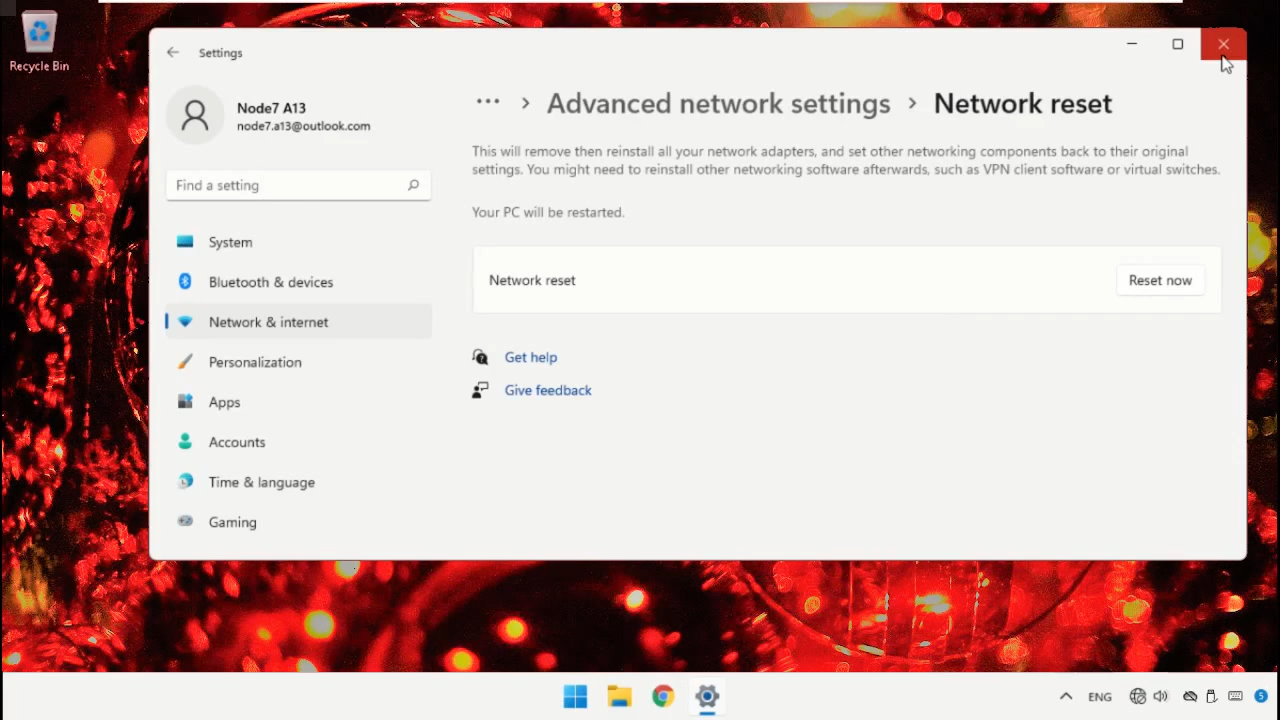 Recycle Bin
Settings
Node7 A13
node7.a13@outlook.com
Find a setting
System
Bluetooth & devices
Network & internet
Personalization
Apps
Accounts
Time & language
Gaming
... > Advanced network settings > Network reset
This will remove then reinstall all your network adapters, and set other networking components back to their original
settings. You might need to reinstall other networking software afterwards, such as VPN client software or virtual switches.
Your PC will be restarted.
Network reset
Reset now
Get help
Give feedback
ENG
5